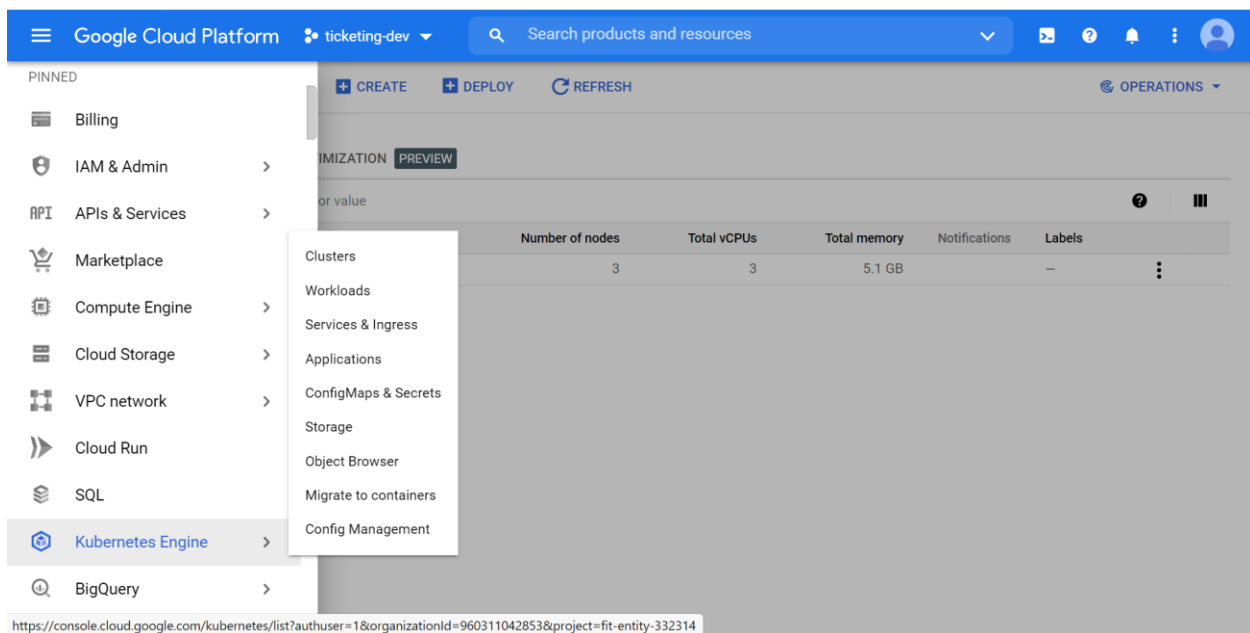 Google Cloud Platform ticketing-dev Search products and resources
PINNED
CREATE DEPLOY REFRESH OPERATIONS
Billing
IAM & Admin
IMIZATION PREVIEW
API APIs & Services
or value
Marketplace
Compute Engine
Cloud Storage
VPC network
Cloud Run
SQL
Kubernetes Engine
BigQuery
Clusters
Workloads
Services & Ingress
Applications
ConfigMaps & Secrets
Storage
Object Browser
Migrate to containers
Config Management
Number of nodes Total vCPUs Total memory Notifications Labels
3 3 5.1 GB —
https://console.cloud.google.com/kubernetes/list?authuser=1&organizationId=960311042853&project=fit-entity-332314